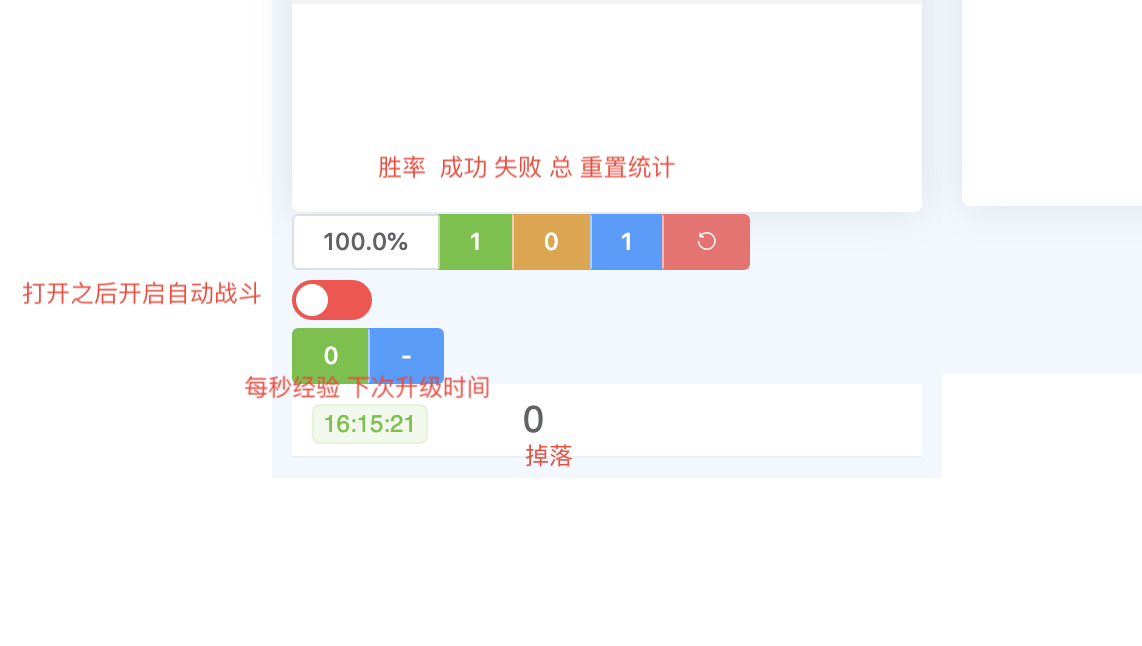 胜率 成功 失败 总 重置统计
100.0% 1 0 1
打开之后开启自动战斗
0 -
每秒经验 下次升级时间
16:15:21 0
掉落